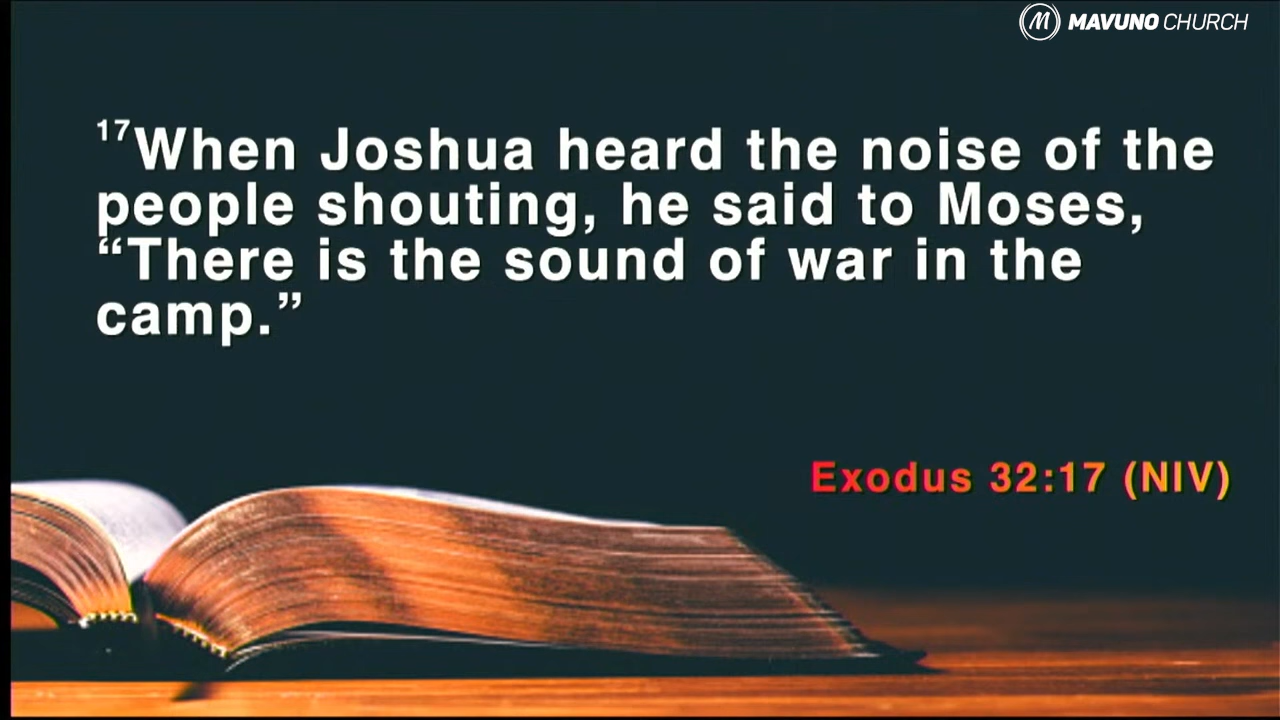 MAVUNO CHURCH
17When Joshua heard the noise of the
people shouting, he said to Moses,
“There is the sound of war in the
camp.”
Exodus 32:17 (NIV)